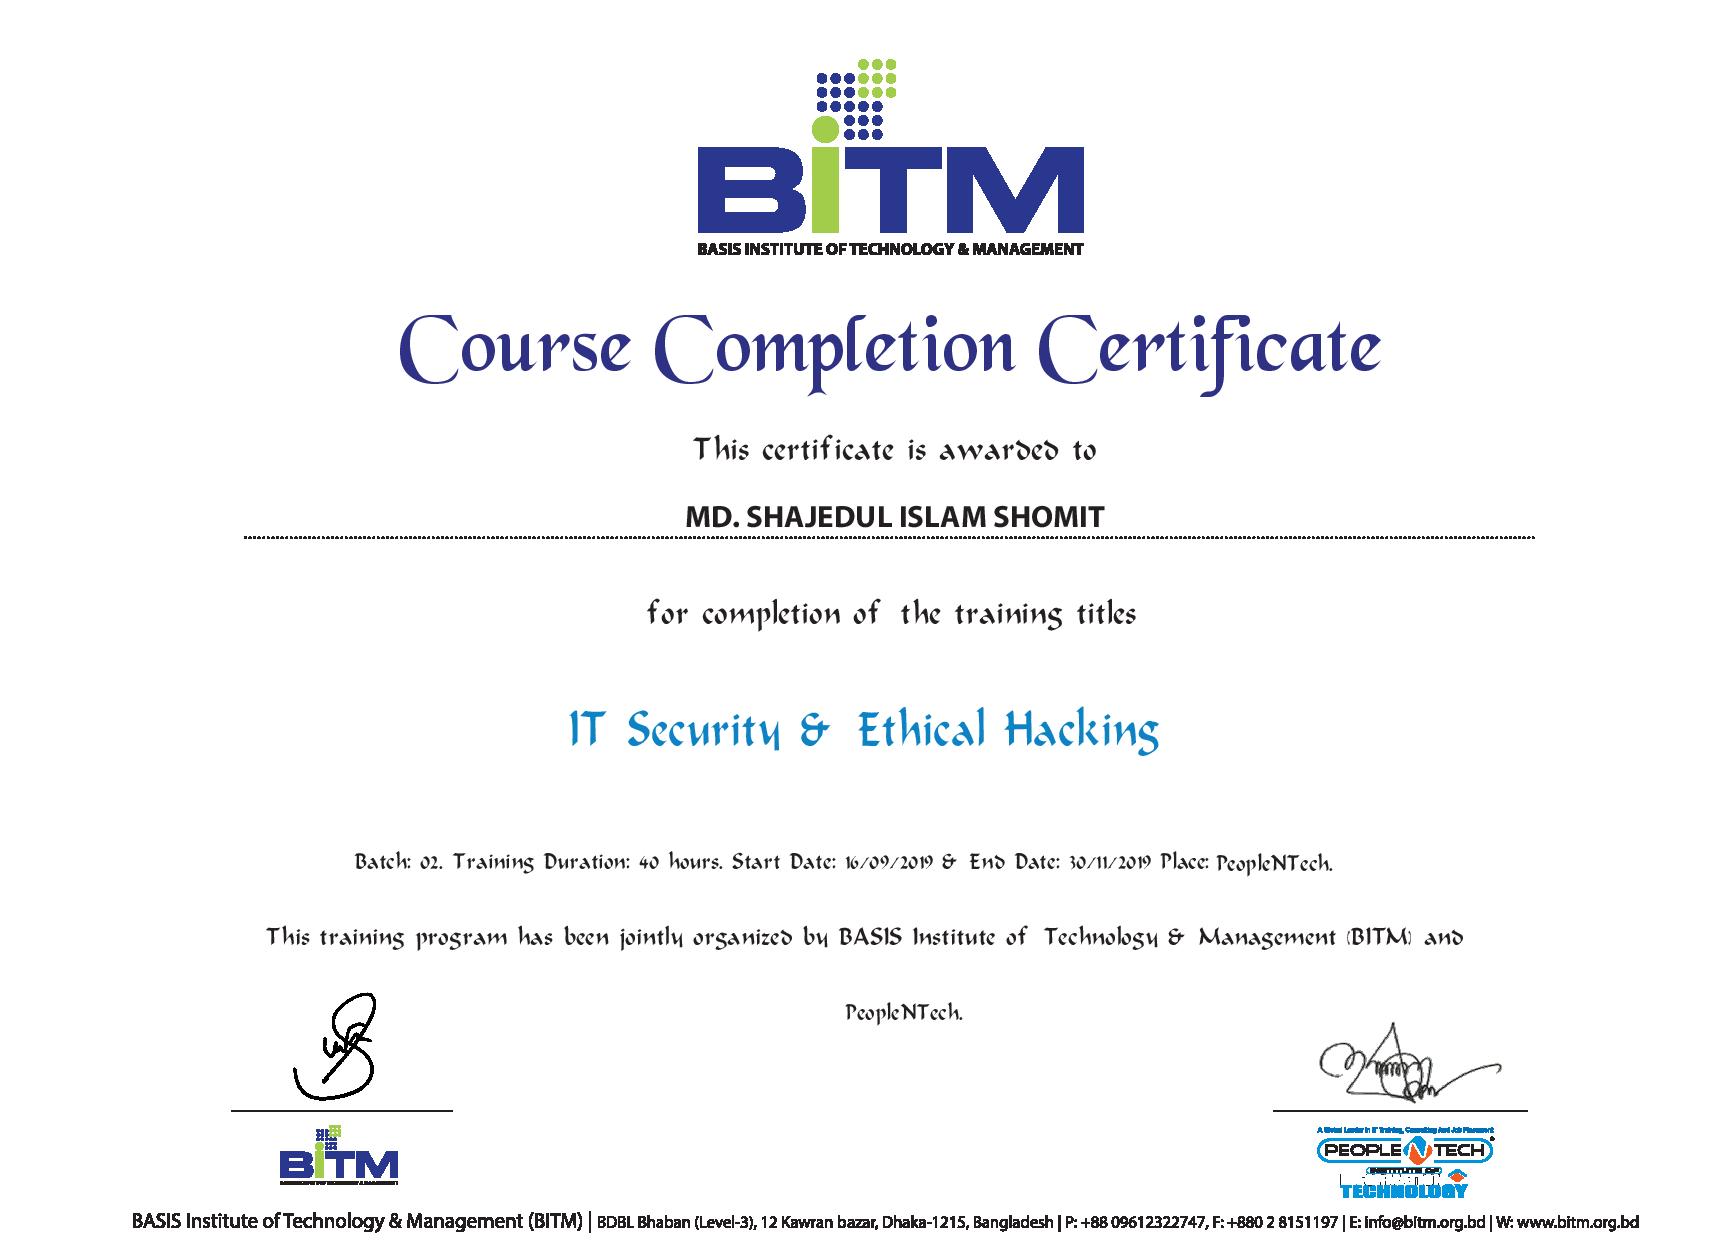 BiTM
BASIS INSTITUTE OF TECHNOLOGY & MANAGEMENT
Course Completion Certificate
This certificate is awarded to
MD. SHAJEDUL ISLAM SHOMIT
for completion of the training titles
IT Security & Ethical Hacking
Batch: 02. Training Duration: 40 hours. Start Date: 16/09/2019 & End Date: 30/11/2019 Place: PeopleNTech.
This training program has been jointly organized by BASIS Institute of Technology & Management (BITM) and
PeopleNTech.
BiTM
A Global Leader in IT Training, Consulting And Job Placement
PEOPLE N TECH
INSTITUTE OF
INFORMATION
TECHNOLOGY
BASIS Institute of Technology & Management (BITM) | BDBL Bhaban (Level-3), 12 Kawran bazar, Dhaka-1215, Bangladesh | P: +88 09612322747, F: +880 2 8151197 | E: info@bitm.org.bd | W: www.bitm.org.bd